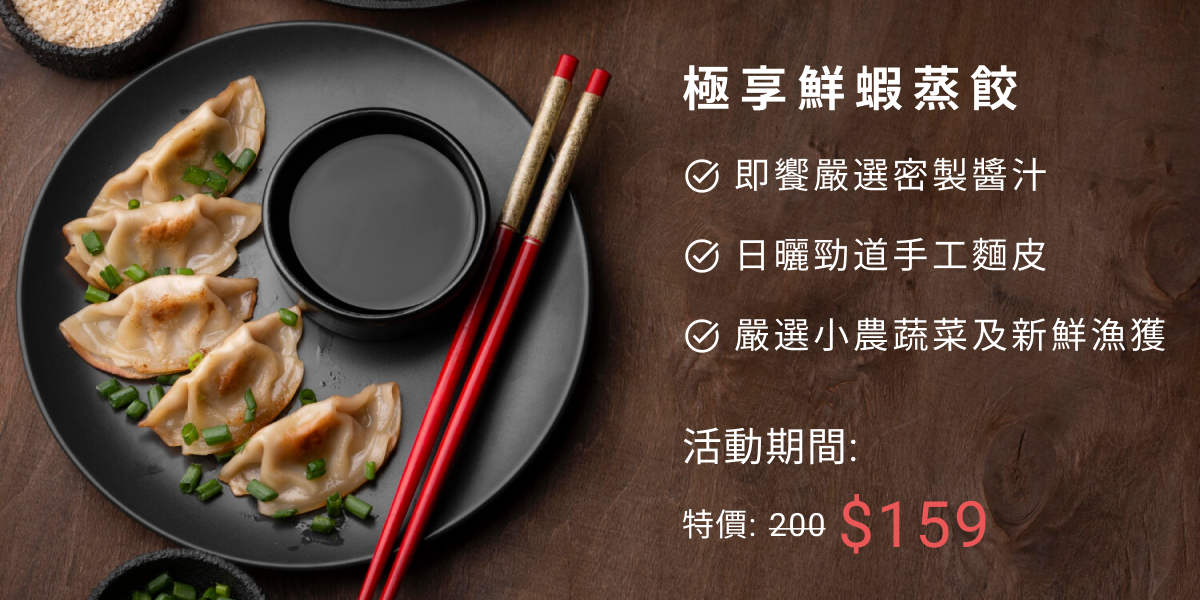 極享鮮蝦蒸餃
即饗嚴選密製醬汁
日曬勁道手工麵皮
嚴選小農蔬菜及新鮮漁獲
活動期間:
特價: 200 $159